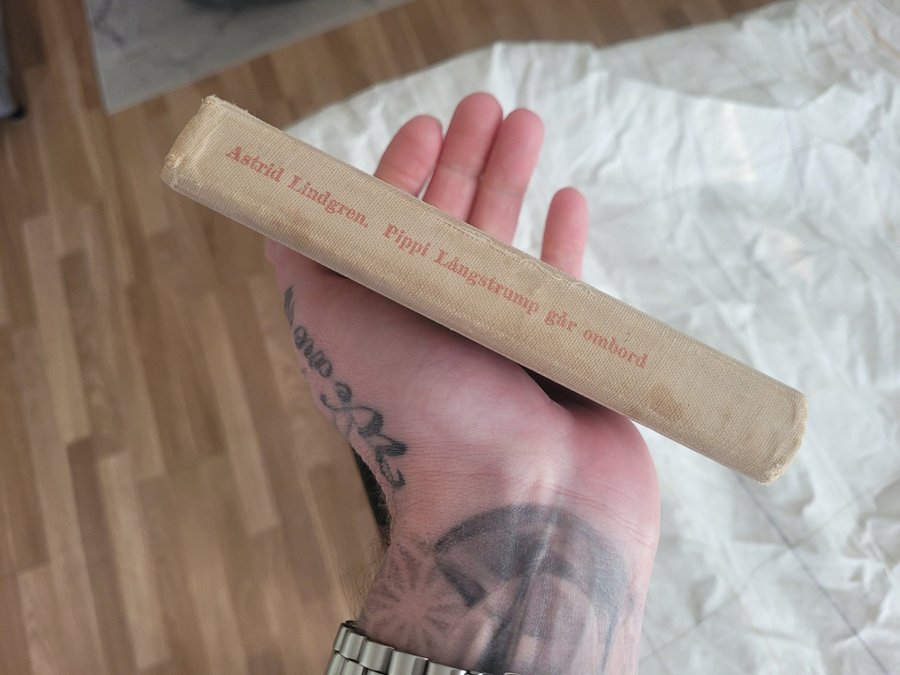 Astrid Lindgren. Pippi Långstrump går ombord